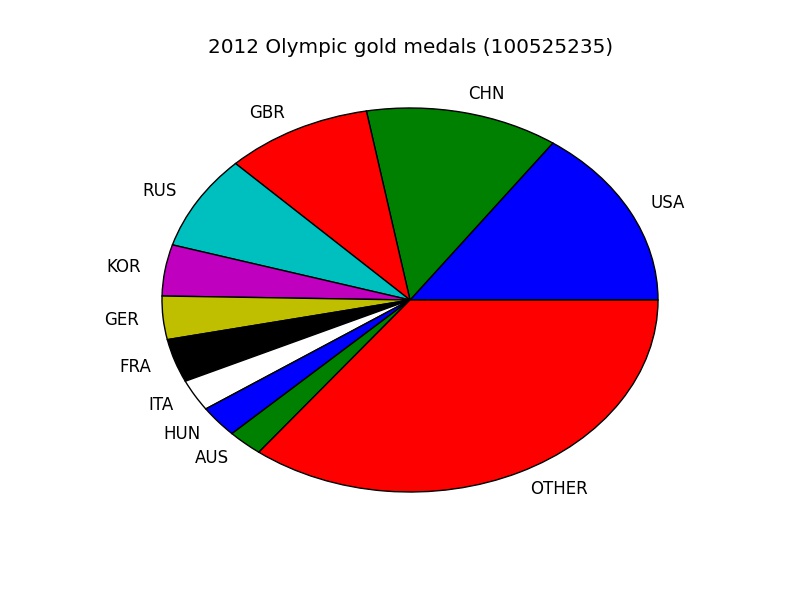 2012 Olympic gold medals (100525235)
CHN
GBR
RUS
USA
KOR
GER
FRA
ITA
HUN
AUS
OTHER